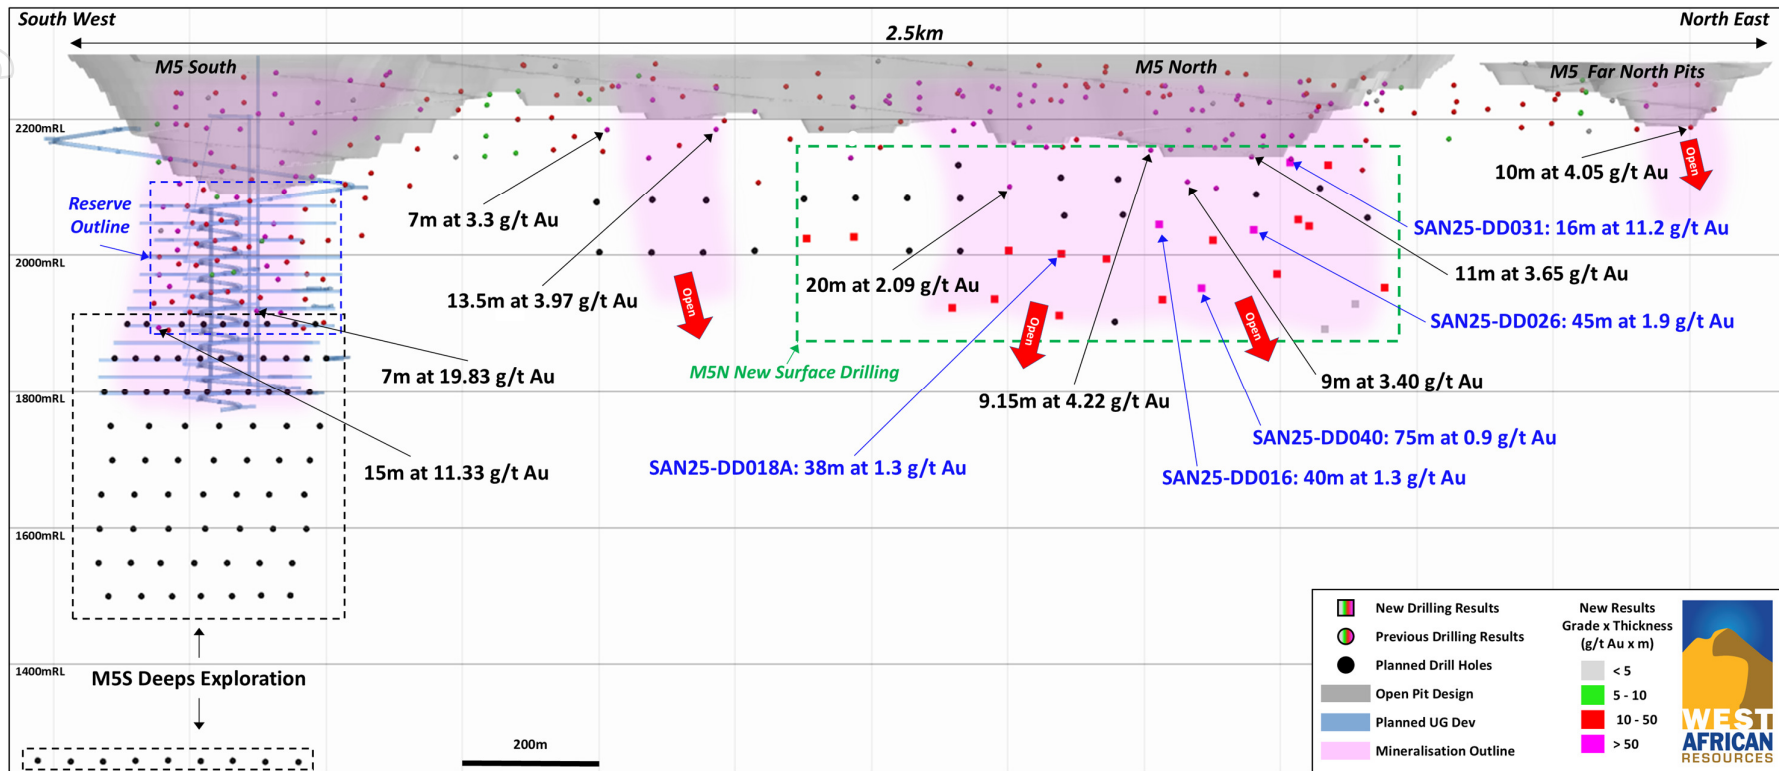 South West
North East
2.5km
M5 South
M5 North
M5 Far North Pits
2200mRL
Reserve
Outline
7m at 3.3 g/t Au
10m at 4.05 g/t Au
Open
SAN25-DD031: 16m at 11.2 g/t Au
2000mRL
11m at 3.65 g/t Au
20m at 2.09 g/t Au
13.5m at 3.97 g/t Au
Open
Open
Open
SAN25-DD026: 45m at 1.9 g/t Au
M5N New Surface Drilling
7m at 19.83 g/t Au
9m at 3.40 g/t Au
1800mRL
9.15m at 4.22 g/t Au
SAN25-DD040: 75m at 0.9 g/t Au
15m at 11.33 g/t Au
SAN25-DD018A: 38m at 1.3 g/t Au
SAN25-DD016: 40m at 1.3 g/t Au
1600mRL
1400mRL
M5S Deeps Exploration
200m
New Drilling Results
Previous Drilling Results
Planned Drill Holes
Open Pit Design
Planned UG Dev
Mineralisation Outline
New Results
Grade x Thickness
(g/t Au x m)
< 5
5 - 10
10 - 50
> 50
WEST
AFRICAN
RESOURCES